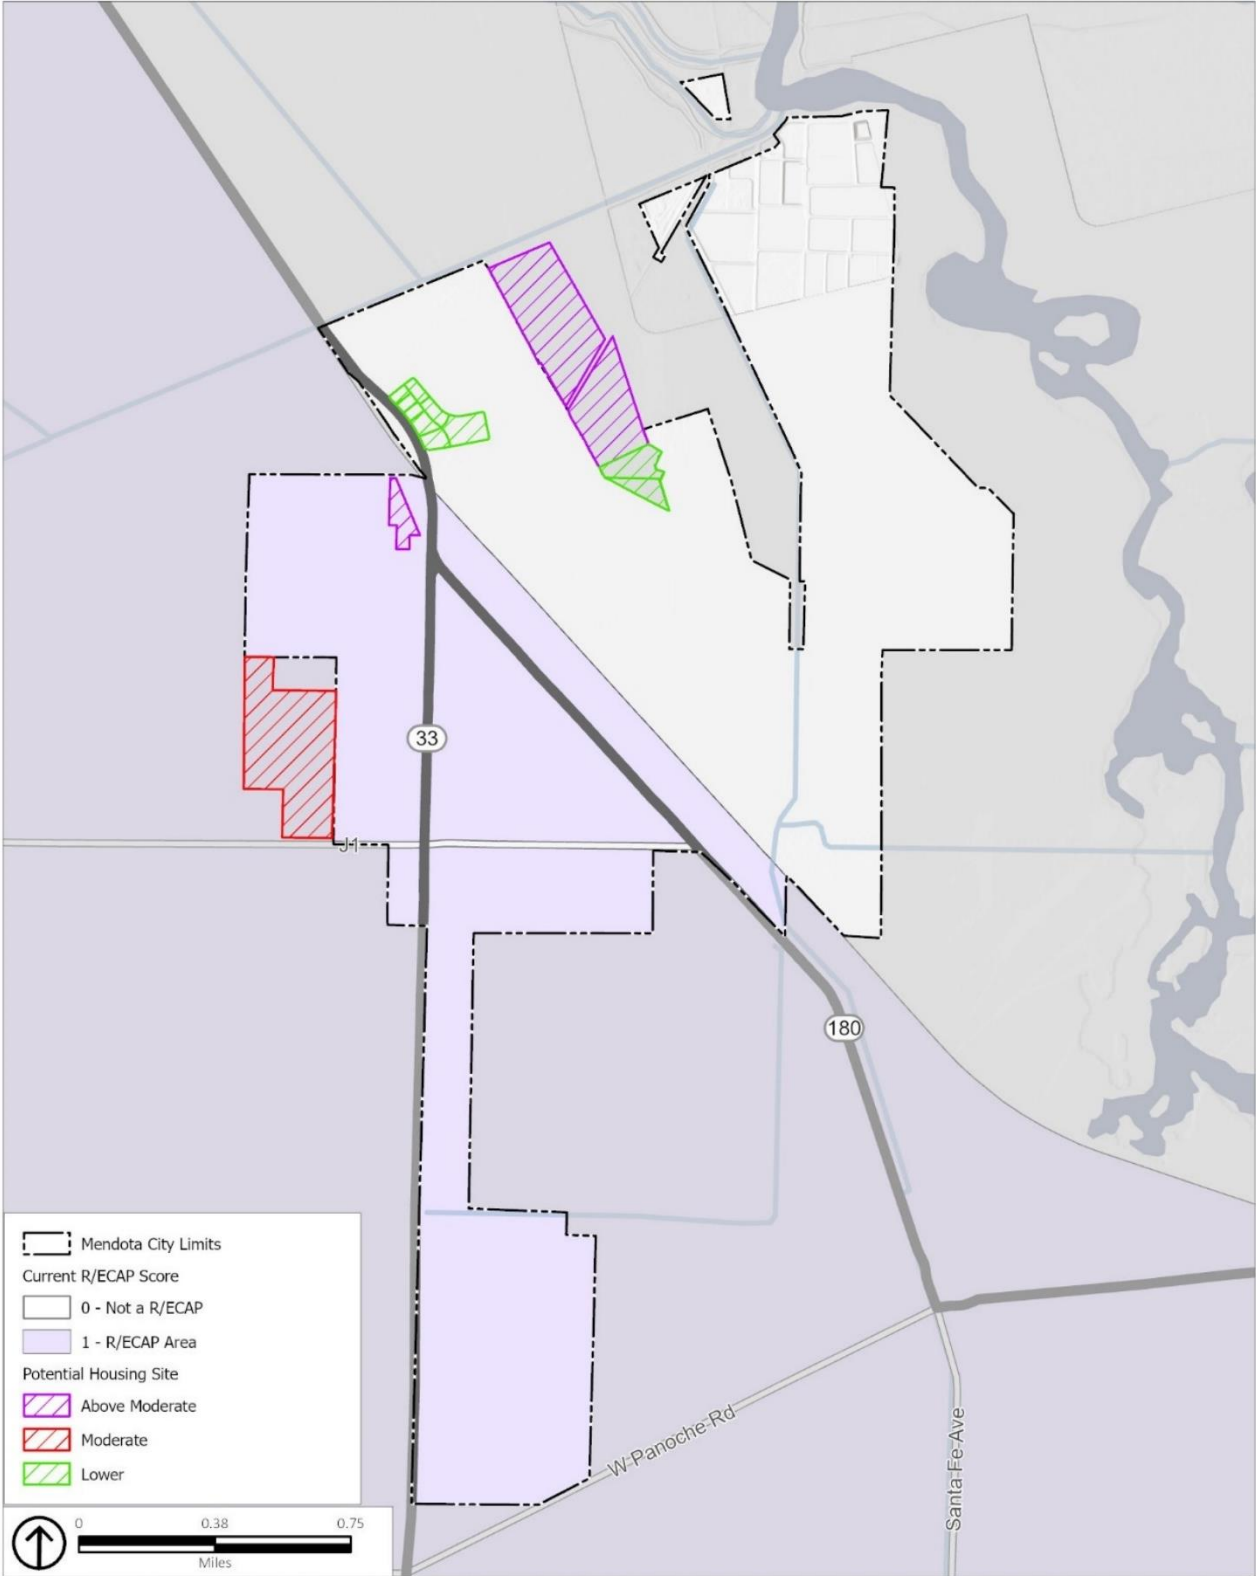 33
J1
180
W Panoche Rd
Santa Fe Ave
Mendota City Limits
Current R/ECAP Score
0 - Not a R/ECAP
1 - R/ECAP Area
Potential Housing Site
Above Moderate
Moderate
Lower
0 0.38 0.75
Miles